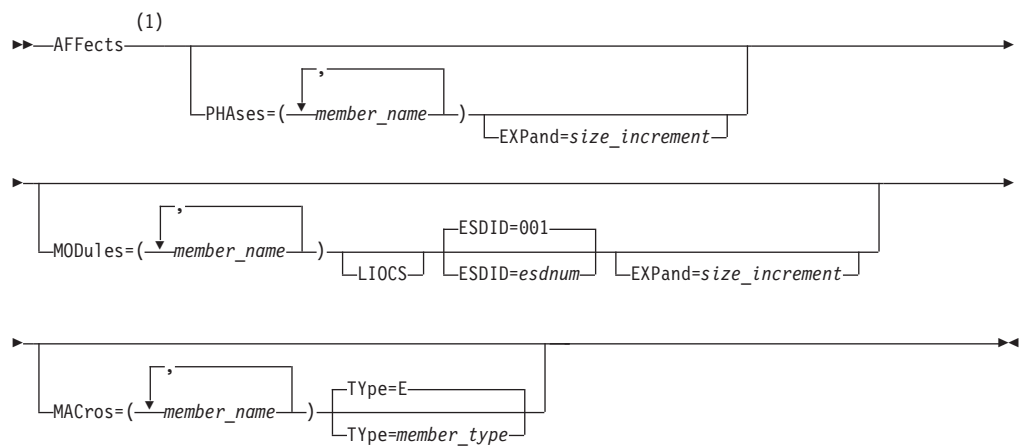 (1)
AFFects
,
PHAses=( member_name )
EXPand=size_increment
,
ESDID=001
MODules=( member_name )
LIOCS
ESDID=esdnum
EXPand=size_increment
,
TYpe=E
MACros=( member_name )
TYpe=member_type